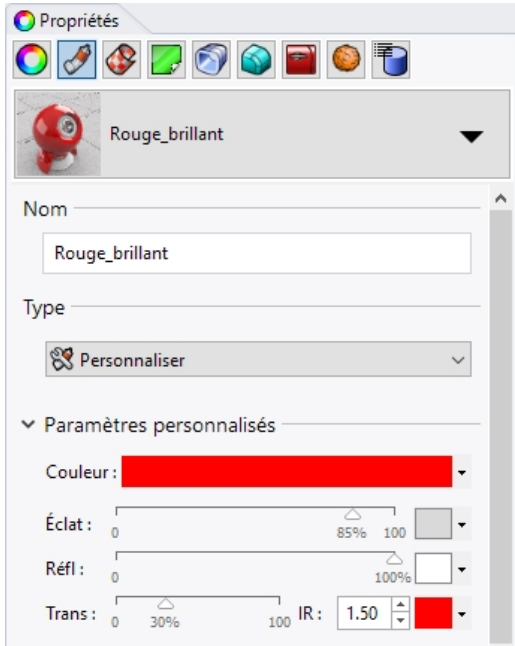 Propriétés
Rouge_brillant
Nom
Rouge_brillant
Type
Personnaliser
Paramètres personnalisés
Couleur :
Éclat : 0 85% 100
Réfl : 0 100%
Trans : 0 30% 100 IR : 1.50